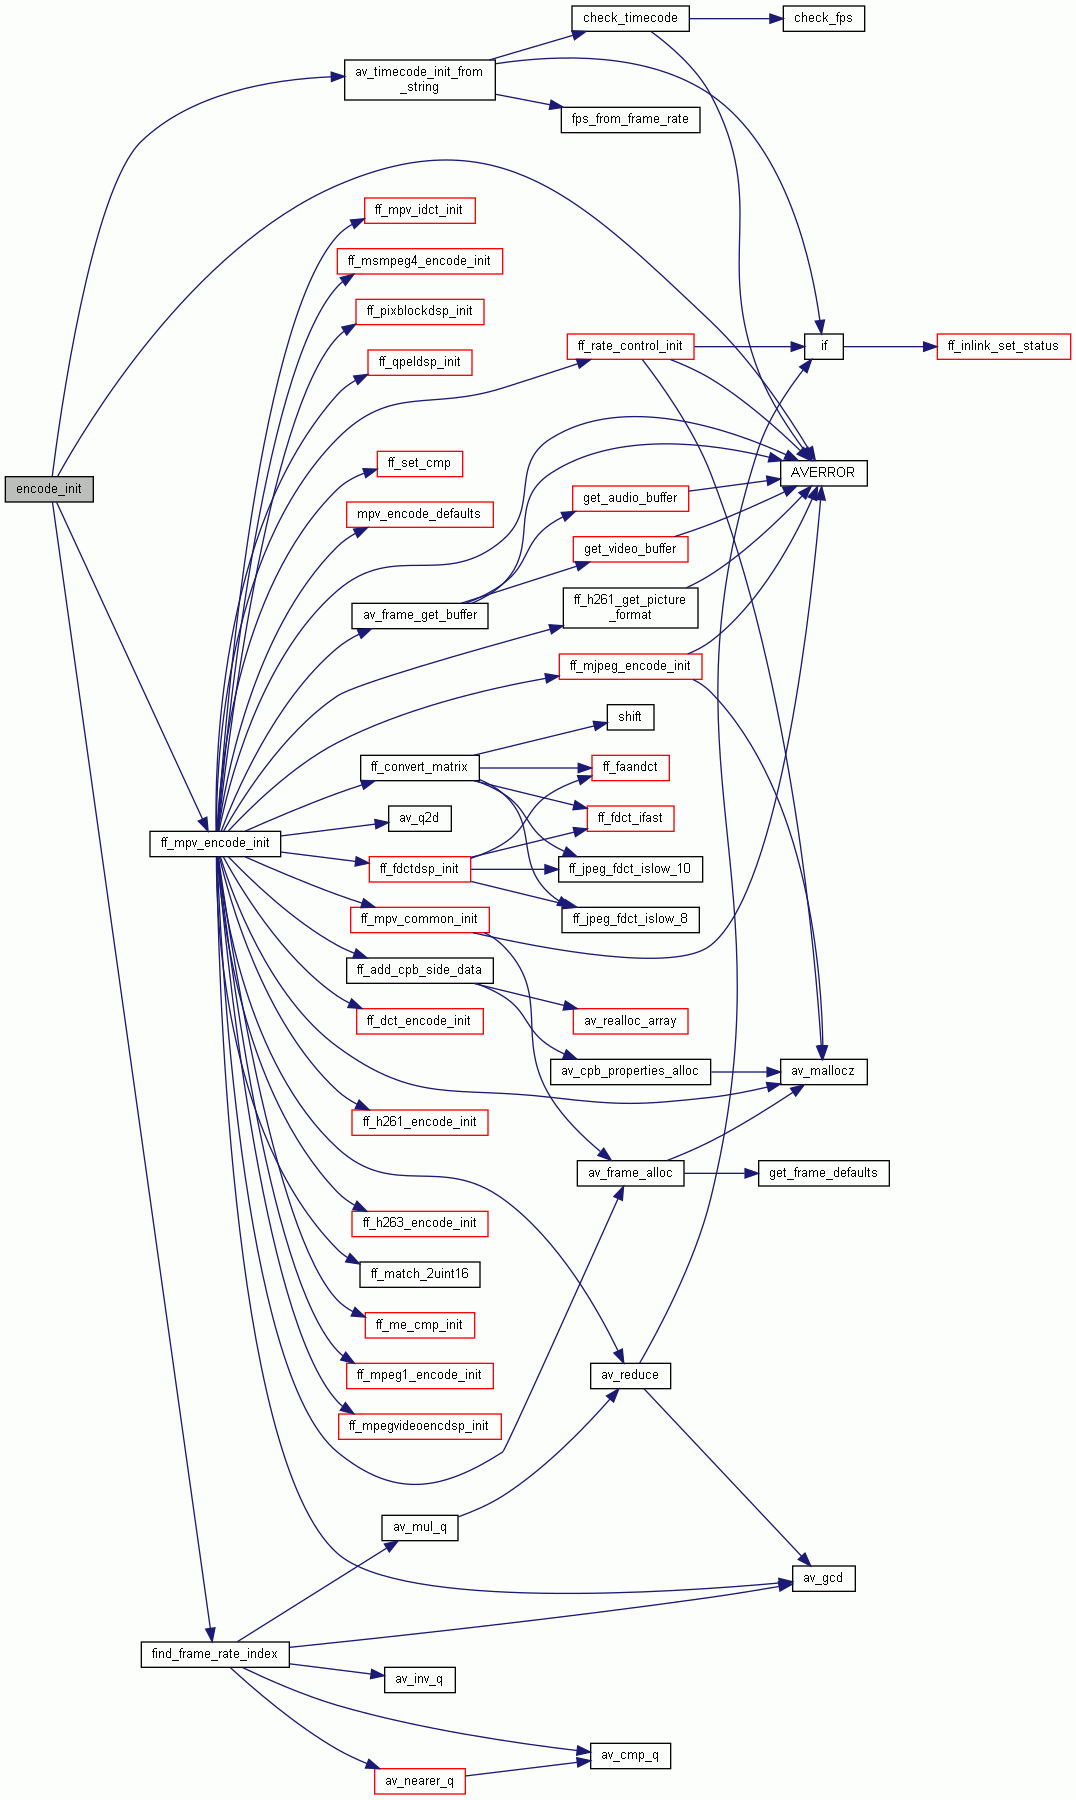 check_timecode
check_fps
av_timecode_init_from
_string
fps_from_frame_rate
ff_mpv_idct_init
ff_msmpeg4_encode_init
ff_pixblockdsp_init
ff_rate_control_init
if
ff_inlink_set_status
ff_qpeldsp_init
ff_set_cmp
AVERROR
encode_init
get_audio_buffer
mpv_encode_defaults
get_video_buffer
ff_h261_get_picture
_format
av_frame_get_buffer
ff_mjpeg_encode_init
shift
ff_convert_matrix
ff_faandct
av_q2d
ff_fdct_ifast
ff_mpv_encode_init
ff_fdctdsp_init
ff_jpeg_fdct_islow_10
ff_mpv_common_init
ff_jpeg_fdct_islow_8
ff_add_cpb_side_data
ff_dct_encode_init
av_realloc_array
av_cpb_properties_alloc
av_mallocz
ff_h261_encode_init
av_frame_alloc
get_frame_defaults
ff_h263_encode_init
ff_match_2uint16
ff_me_cmp_init
ff_mpeg1_encode_init
av_reduce
ff_mpegvideoencdsp_init
av_mul_q
av_gcd
find_frame_rate_index
av_inv_q
av_cmp_q
av_nearer_q